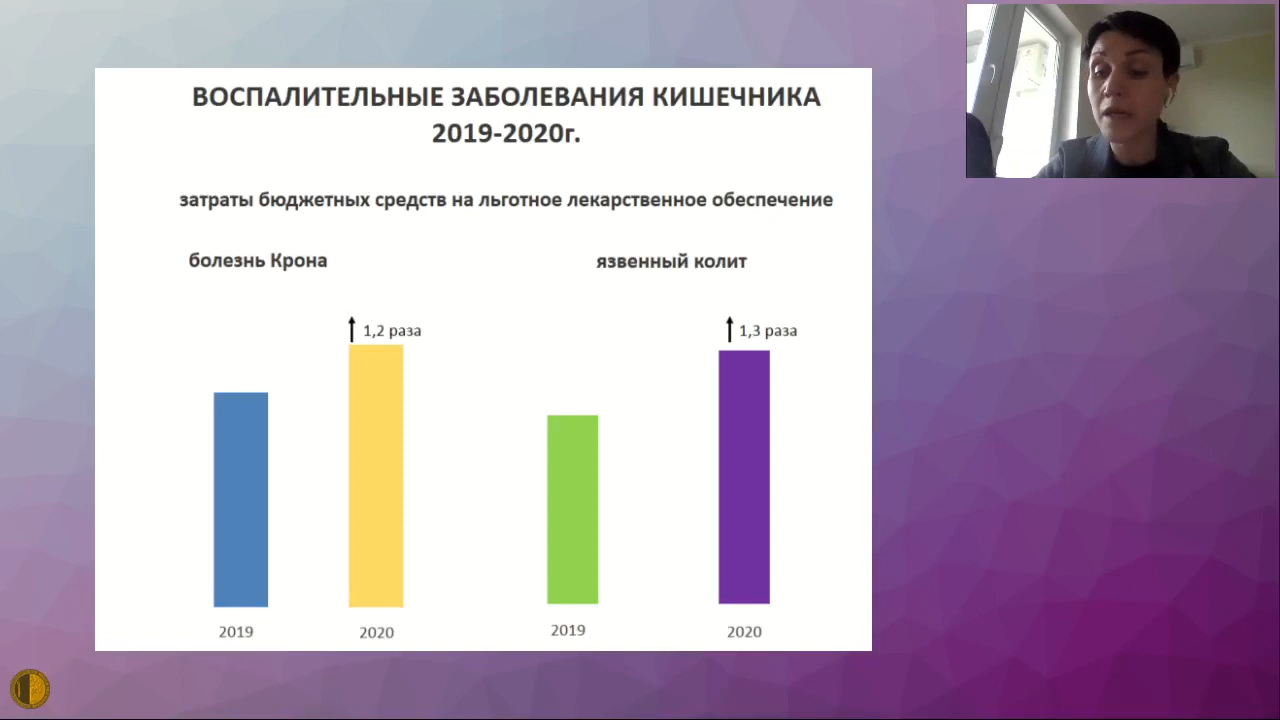 ВОСПАЛИТЕЛЬНЫЕ ЗАБОЛЕВАНИЯ КИШЕЧНИКА
2019-2020г.
затраты бюджетных средств на льготное лекарственное обеспечение
болезнь Крона
язвенный колит
1,2 раза
1,3 раза
2019
2020
2019
2020